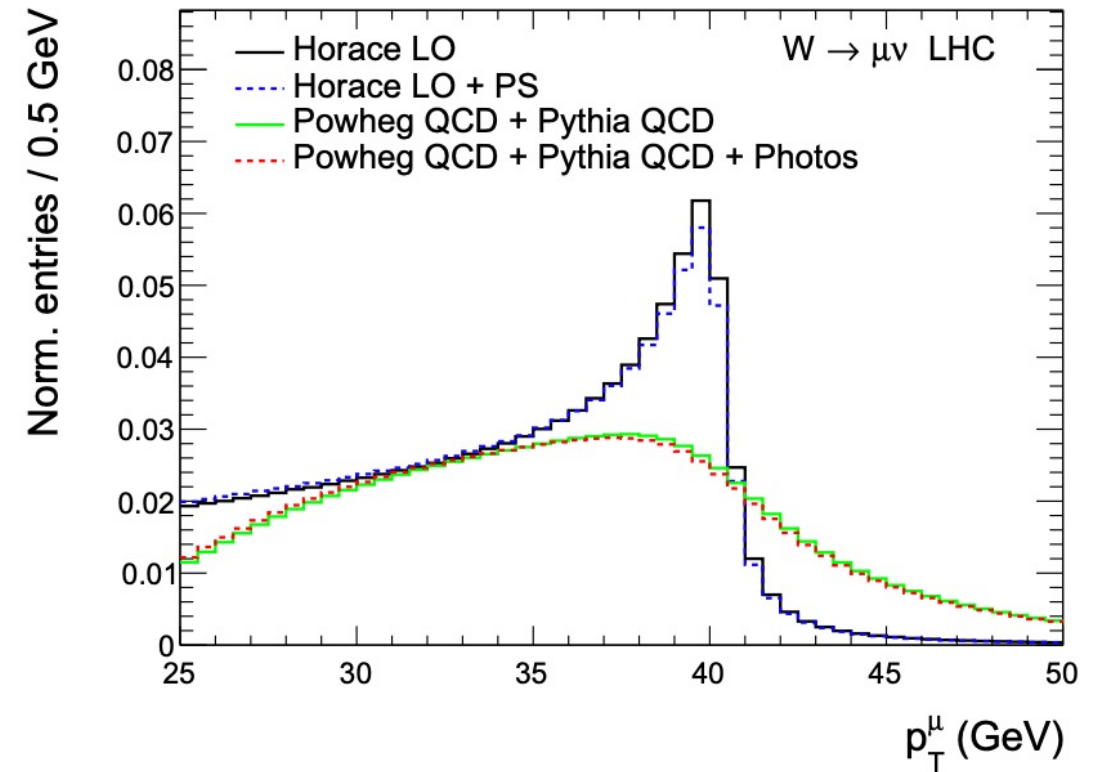 Norm. entries / 0.5 GeV
Horace LO
Horace LO + PS
Powheg QCD + Pythia QCD
Powheg QCD + Pythia QCD + Photos
W → μν LHC
0.08
0.07
0.06
0.05
0.04
0.03
0.02
0.01
0
25 30 35 40 45 50
p_T^μ (GeV)